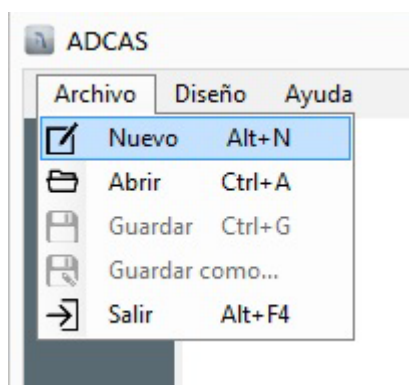 ADCAS
Archivo Diseño Ayuda
Nuevo Alt+N
Abrir Ctrl+A
Guardar Ctrl+G
Guardar como...
Salir Alt+F4